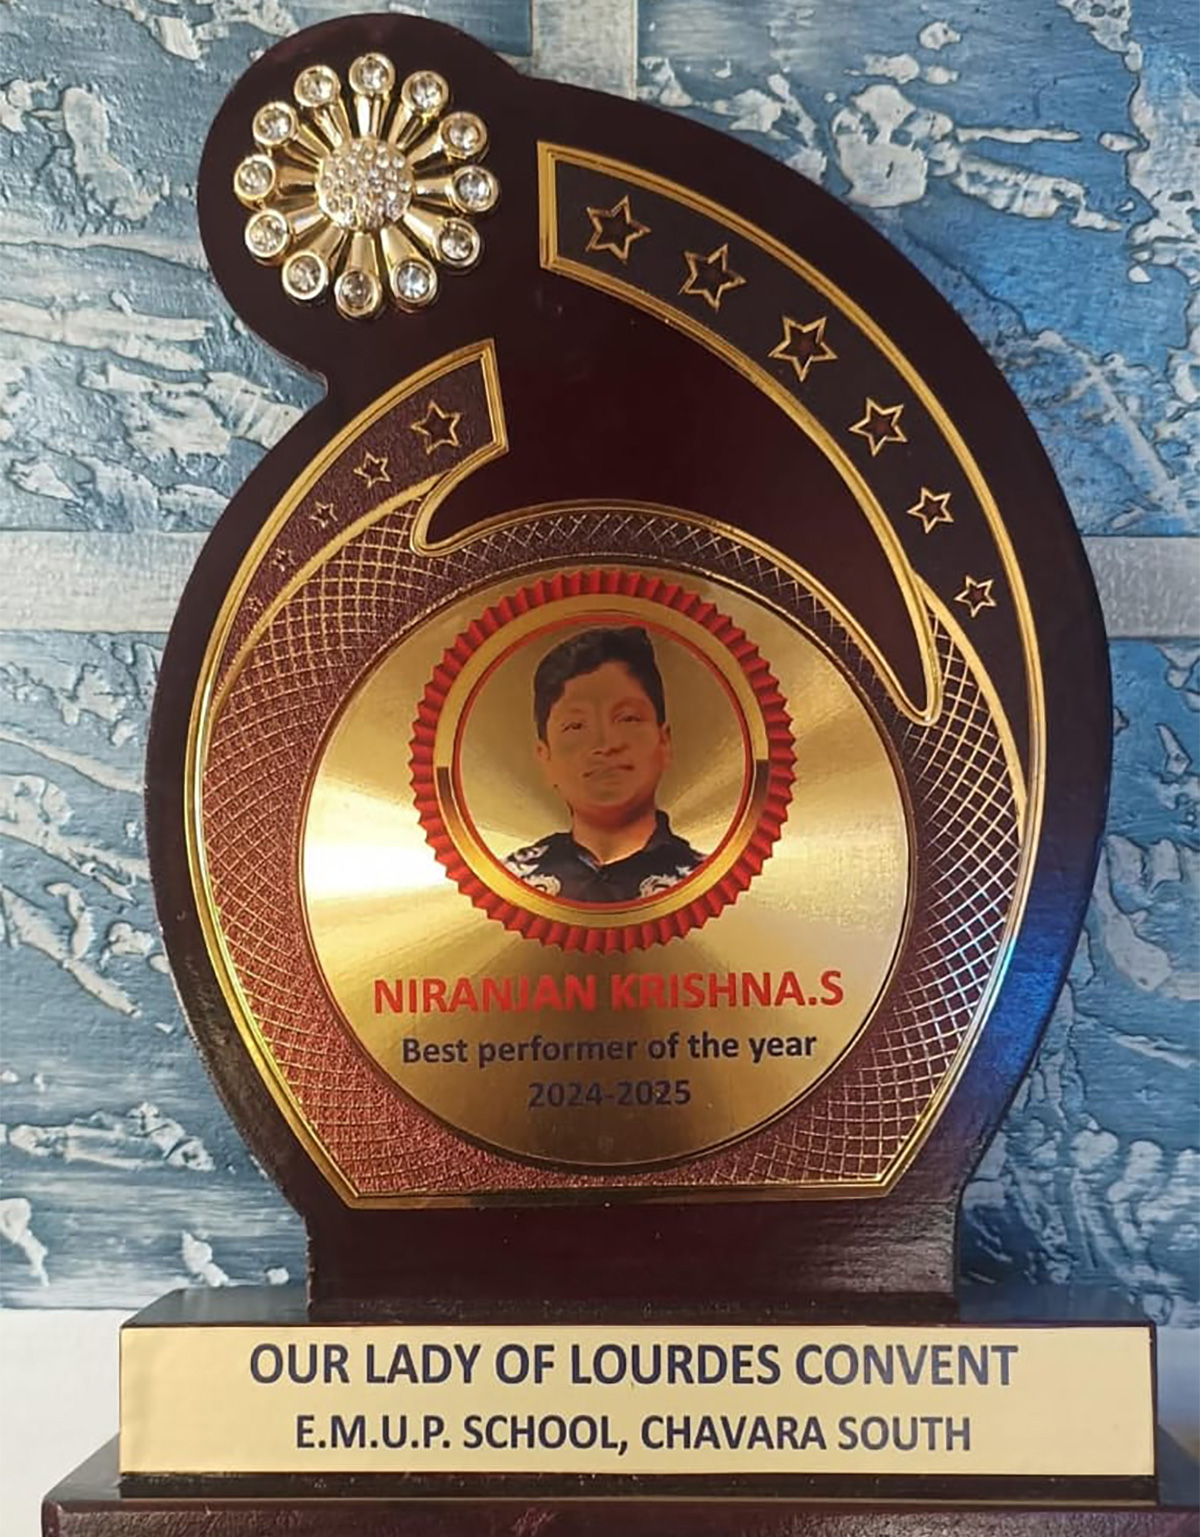 NIRANJAN KRISHNA.S
Best performer of the year
2024-2025
OUR LADY OF LOURDES CONVENT
E.M.U.P. SCHOOL, CHAVARA SOUTH